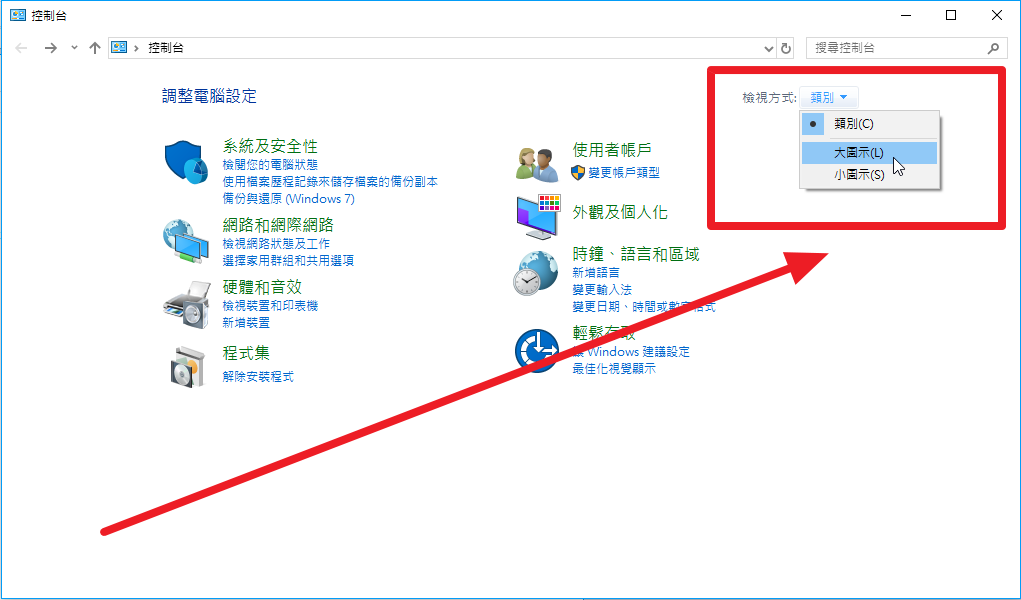 控制台
控制台
搜尋控制台
調整電腦設定
檢視方式: 類別
類別(C)
大圖示(L)
小圖示(S)
系統及安全性
檢閱您的電腦狀態
使用檔案歷程記錄來儲存檔案的備份副本
備份與還原 (Windows 7)
網路和網際網路
檢視網路狀態及工作
選擇家用群組和共用選項
硬體和音效
檢視裝置和印表機
新增裝置
程式集
解除安裝程式
使用者帳戶
變更帳戶類型
外觀及個人化
時鐘、語言和區域
新增語言
變更輸入法
變更日期、時間或數字格式
輕鬆存取
讓 Windows 建議設定
最佳化視覺顯示